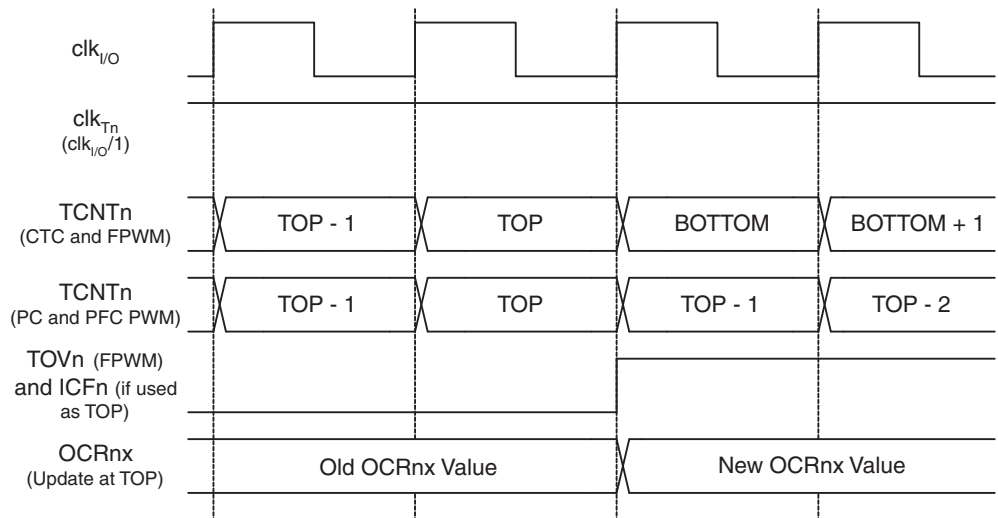 clkI/O
clkTn
(clkI/O/1)
TCNTn
(CTC and FPWM)
TOP - 1
TOP
BOTTOM
BOTTOM + 1
TCNTn
(PC and PFC PWM)
TOP - 1
TOP
TOP - 1
TOP - 2
TOVn (FPWM)
and ICFn (if used
as TOP)
OCRnx
(Update at TOP)
Old OCRnx Value
New OCRnx Value